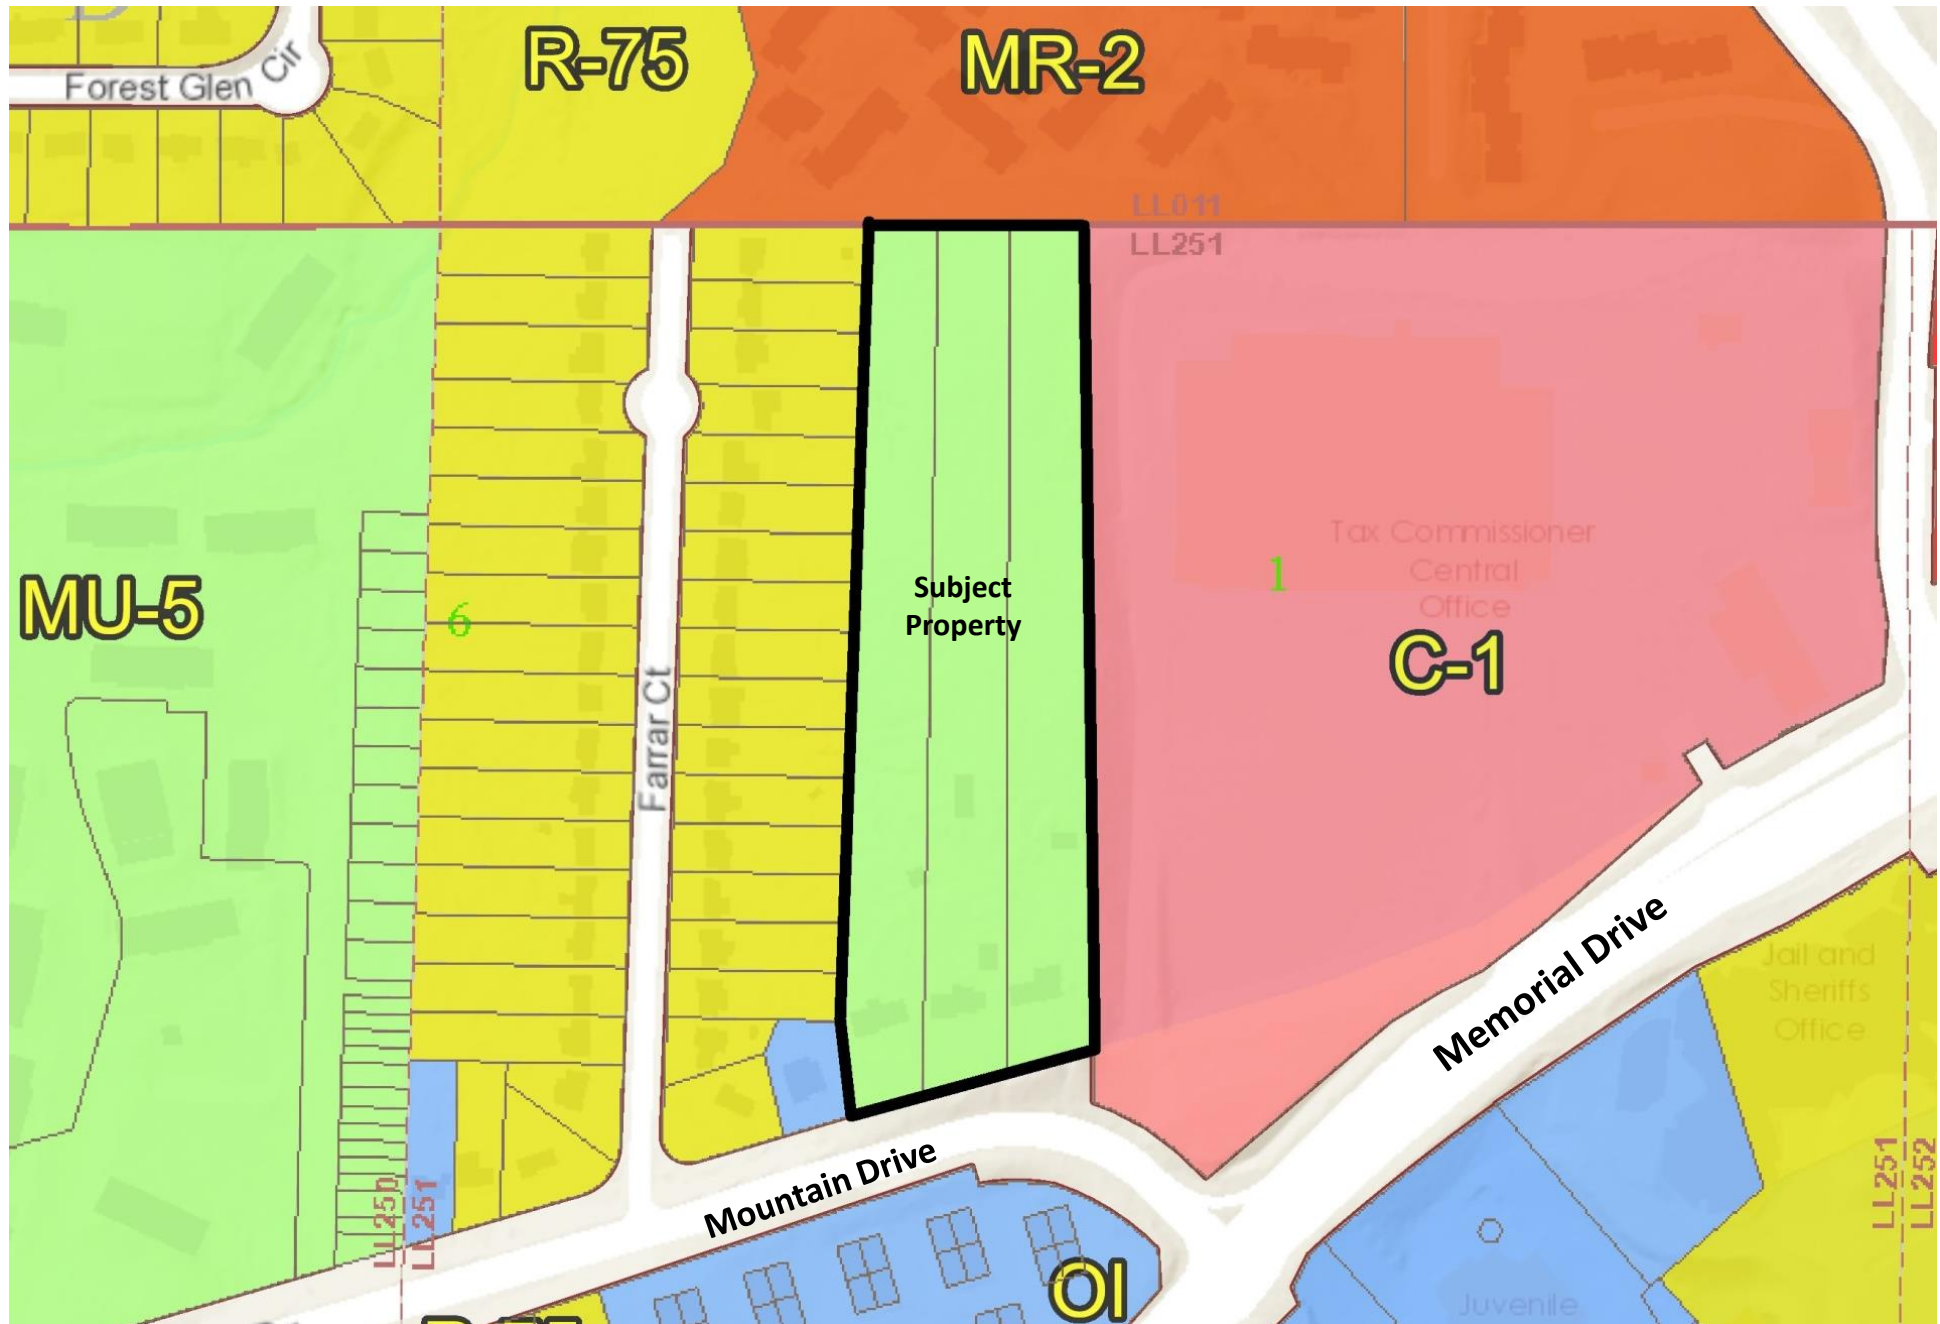 R-75
MR-2
Forest Glen Cir
LL011
LL251
Tax Commissioner
Central
Office
1
C-1
Subject
Property
MU-5
6
Farrar Ct
Memorial Drive
Jail and
Sheriffs
Office
Mountain Drive
LL250
LL251
LL251
LL252
OI
Juvenile